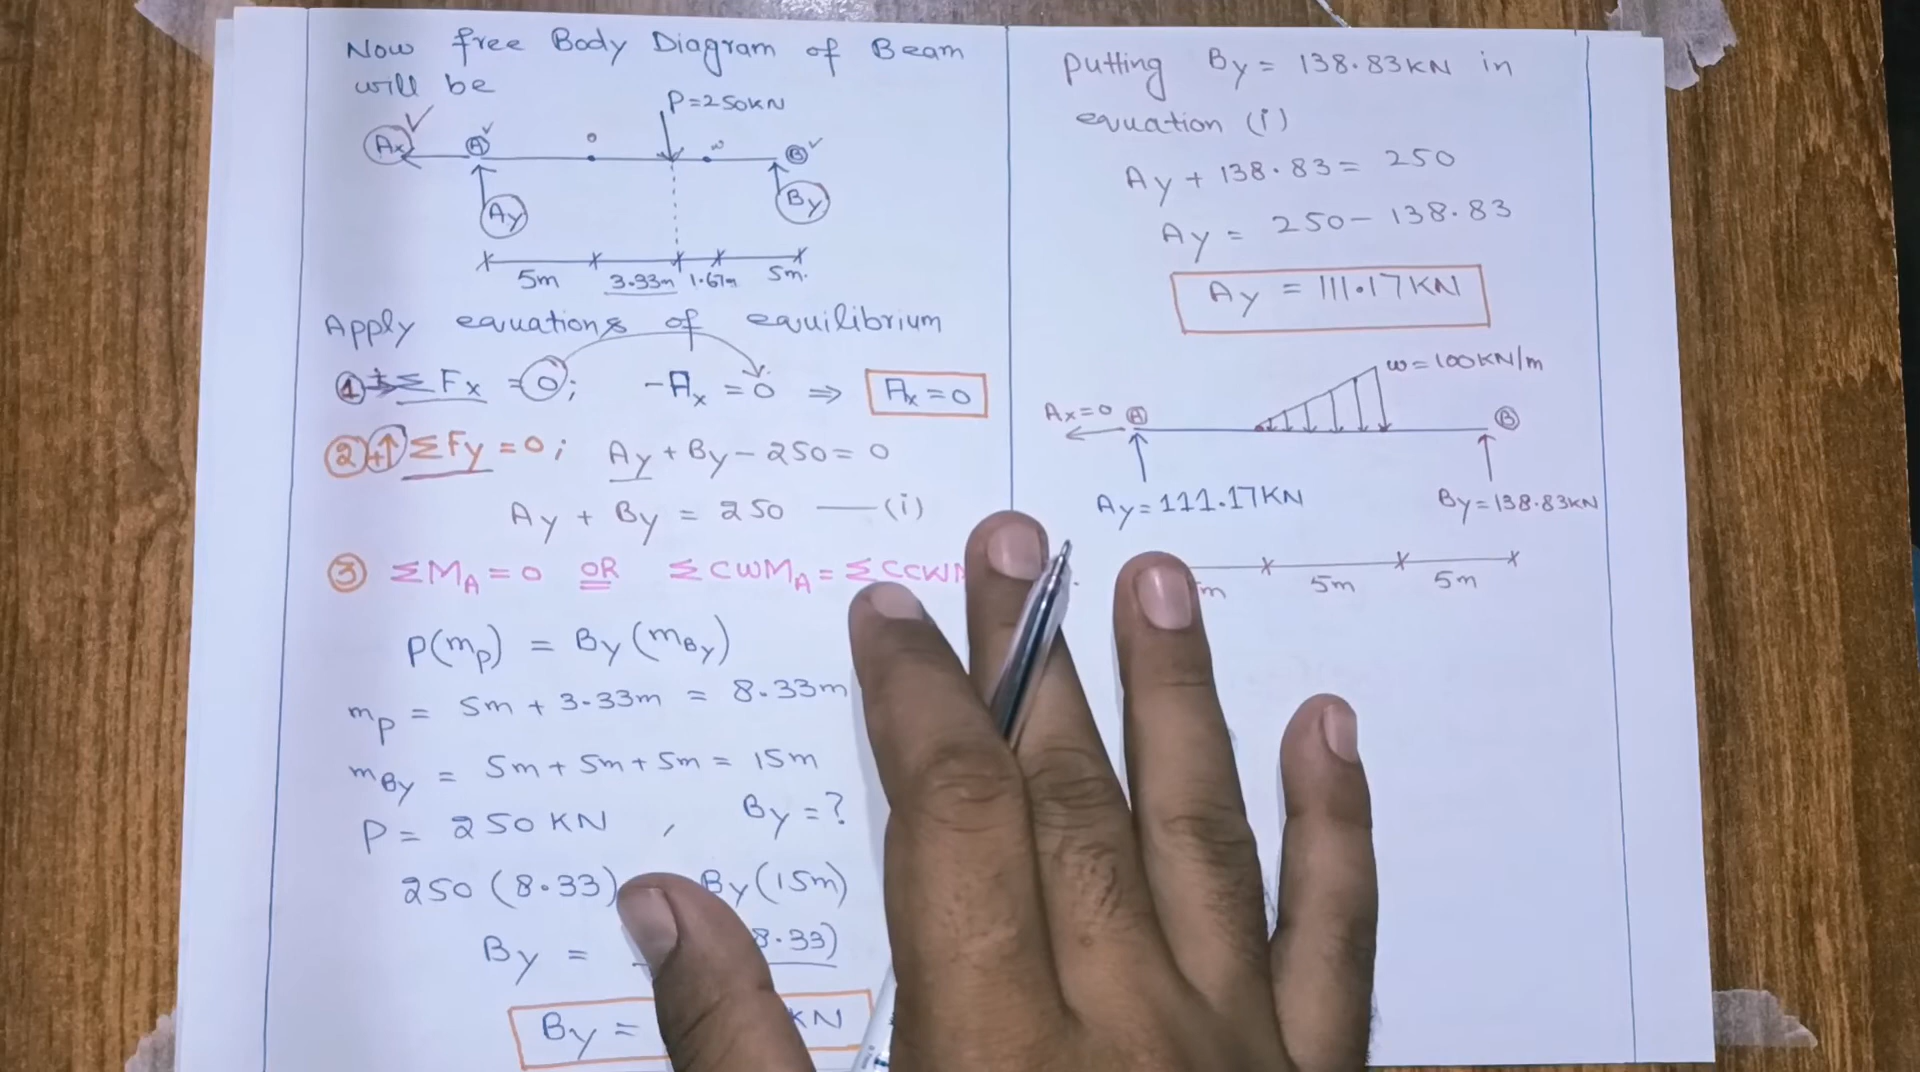 Now free Body Diagram of Beam
will be
P=250KN
Ax A B
Ay By
5m 3.33m 1.67m 5m.
Apply equations of equilibrium
1 +ΣFx = 0; -Ax = 0 ⇒ Ax = 0
2 +↑ ΣFy = 0; Ay + By - 250 = 0
Ay + By = 250 — (i)
3 ΣMA = 0 OR ΣCWMA = ΣCCWM
P(mp) = By (mBy)
mp = 5m + 3.33m = 8.33m
mBy = 5m + 5m + 5m = 15m
P = 250 KN , By = ?
250 (8.33) By (15m)
By = 8.33)
By = KN
putting By = 138.83KN in
equation (i)
Ay + 138.83 = 250
Ay = 250 - 138.83
Ay = 111.17KN
w = 100KN/m
Ax=0 A B
Ay = 111.17KN By = 138.83KN
m 5m 5m